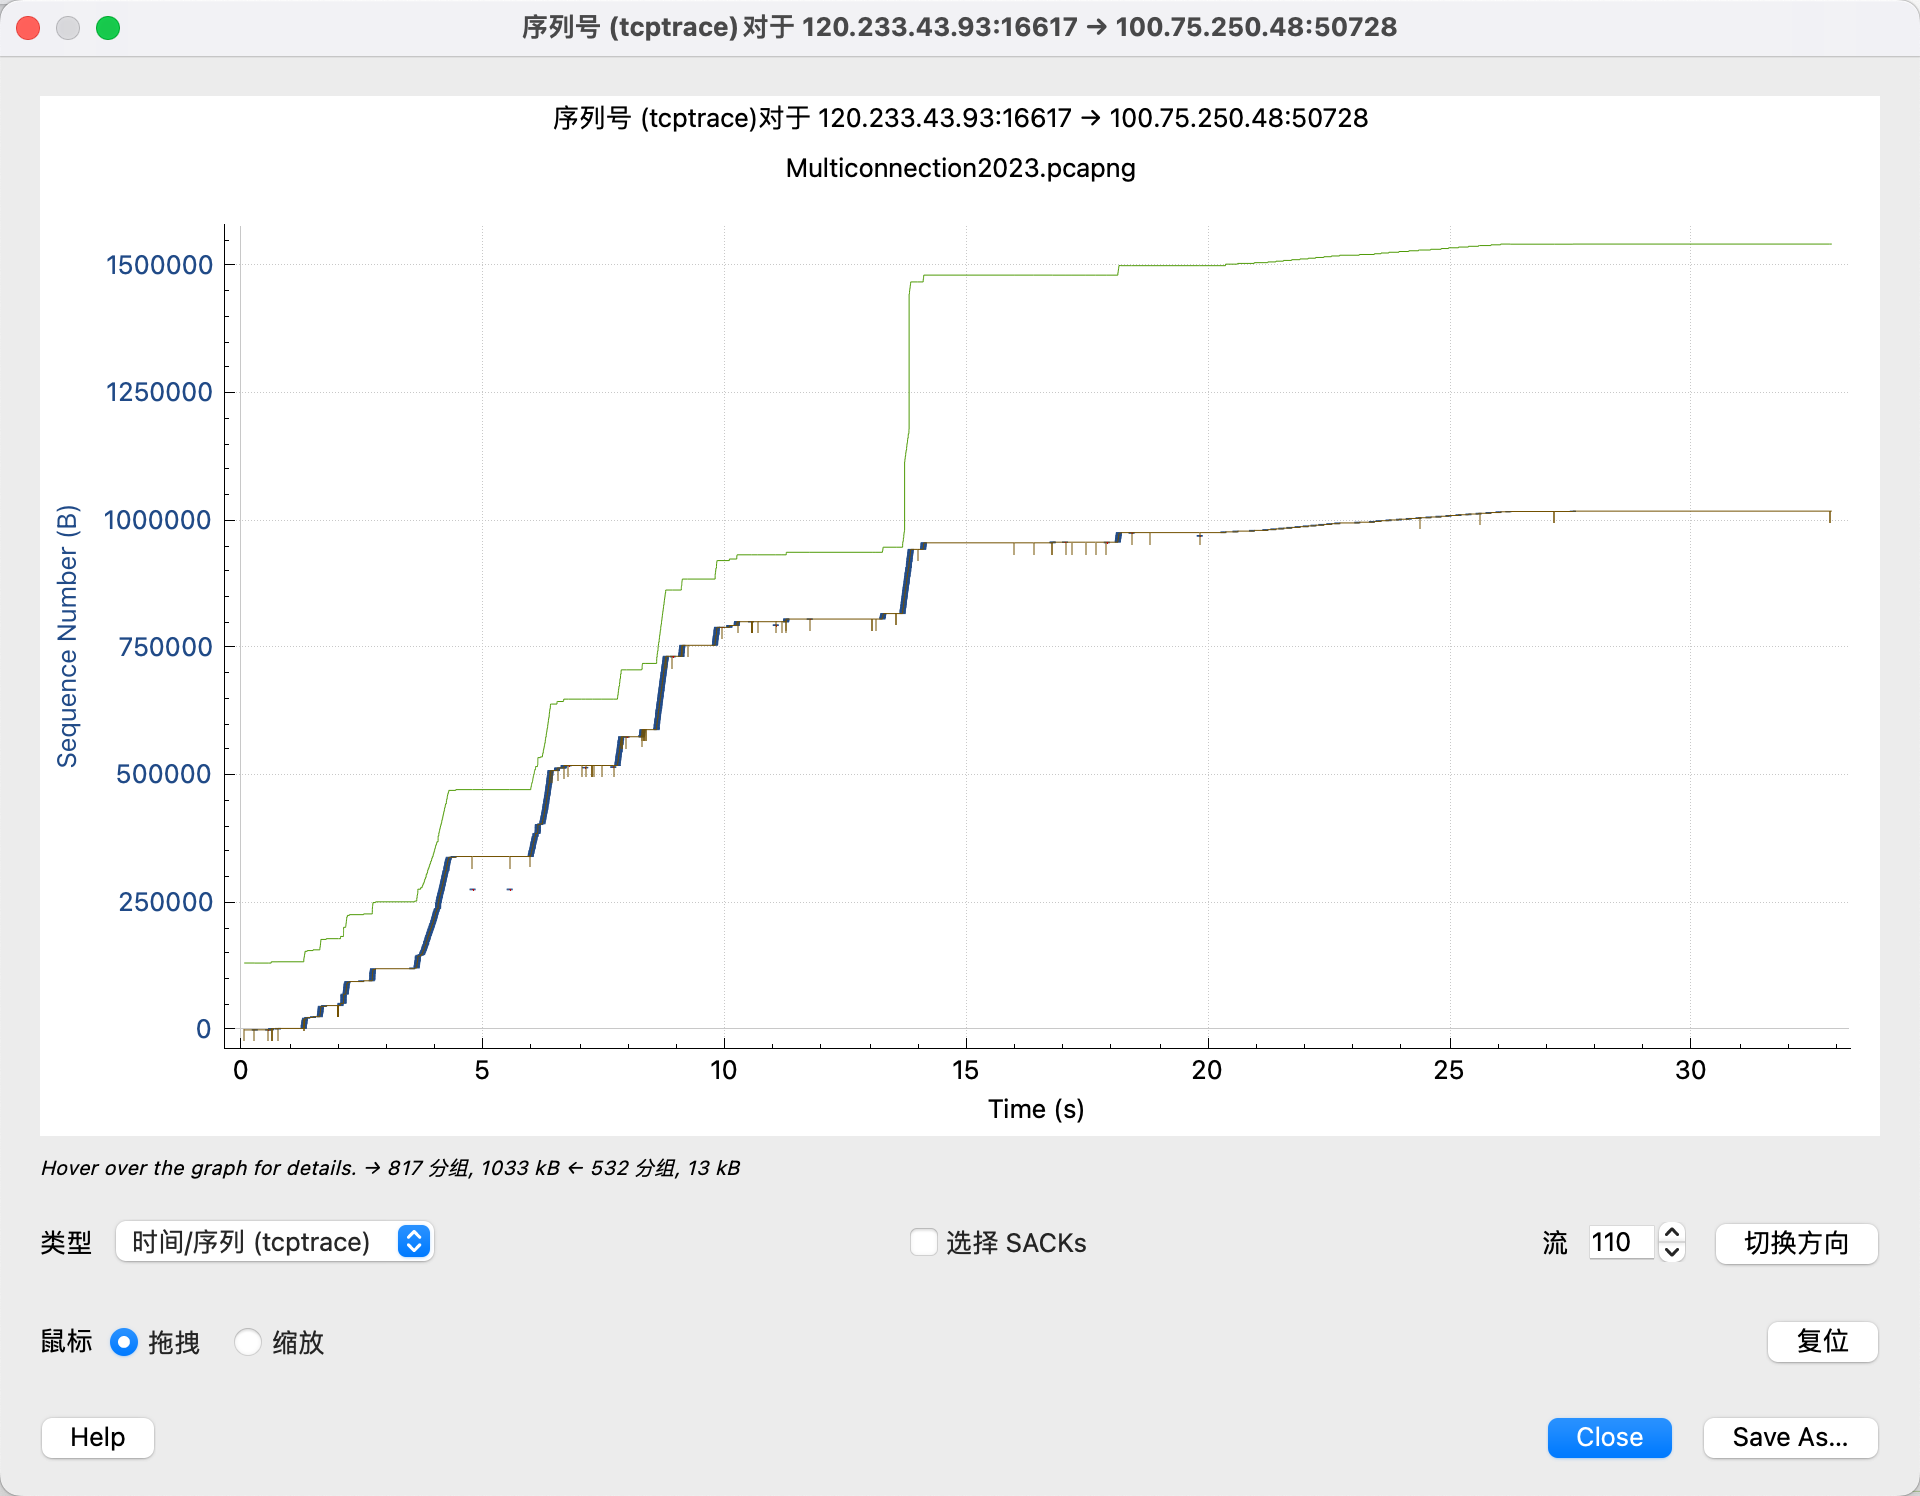 序列号 (tcptrace)对于 120.233.43.93:16617 → 100.75.250.48:50728
序列号 (tcptrace)对于 120.233.43.93:16617 → 100.75.250.48:50728
Multiconnection2023.pcapng
1500000
1250000
1000000
750000
500000
250000
0
Sequence Number (B)
0 5 10 15 20 25 30
Time (s)
Hover over the graph for details. → 817 分组, 1033 kB ← 532 分组, 13 kB
类型 时间/序列 (tcptrace) 选择 SACKs 流 110 切换方向
鼠标 拖拽 缩放 复位
Help Close Save As...